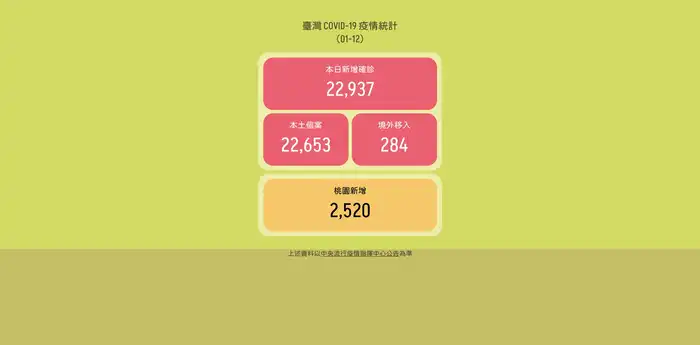 臺灣 COVID-19 疫情統計
（01-12）
本日新增確診
22,937
本土個案
22,653
境外移入
284
桃園新增
2,520
上述資料以中央流行疫情指揮中心公告為準